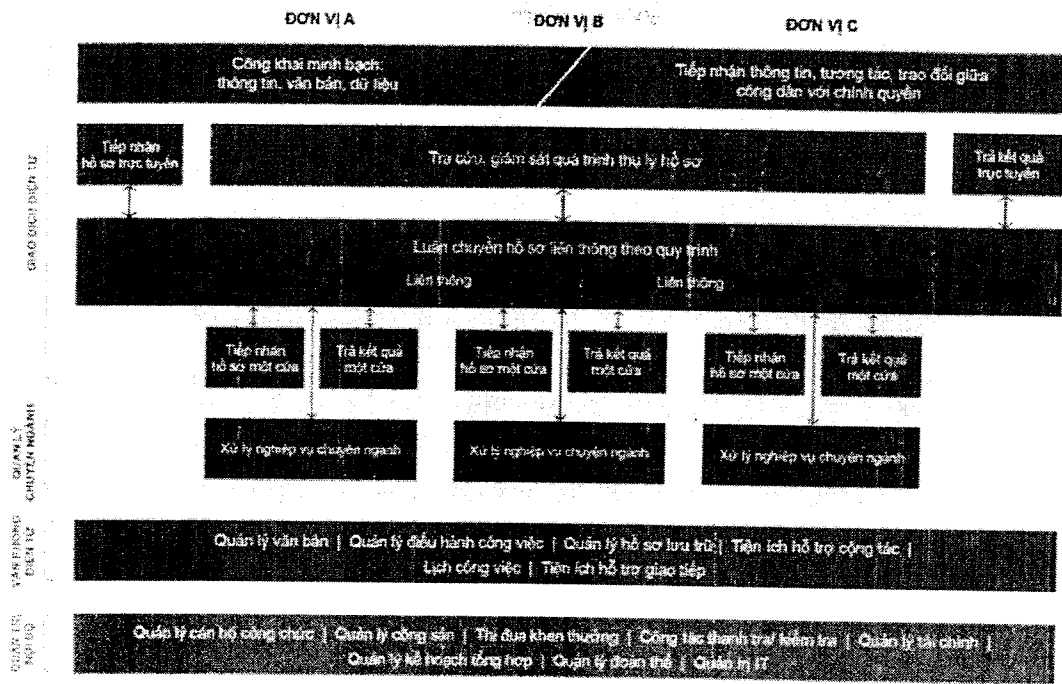 ĐƠN VỊ A
ĐƠN VỊ B
ĐƠN VỊ C
Công khai minh bạch:
thông tin, văn bản, dữ liệu
Tiếp nhận thông tin, tương tác, trao đổi giữa
công dân với chính quyền
GIAO DỊCH ĐIỆN TỬ
Tiếp nhận
hồ sơ trực tuyến
Tra cứu, giám sát quá trình thụ lý hồ sơ
Trả kết quả
trực tuyến
Luân chuyển hồ sơ liên thông theo quy trình
Liên thông
Liên thông
Tiếp nhận
hồ sơ một cửa
Trả kết quả
một cửa
Tiếp nhận
hồ sơ một cửa
Trả kết quả
một cửa
Tiếp nhận
hồ sơ một cửa
Trả kết quả
một cửa
QUẢN LÝ
CHUYÊN NGÀNH
Xử lý nghiệp vụ chuyên ngành
Xử lý nghiệp vụ chuyên ngành
Xử lý nghiệp vụ chuyên ngành
VĂN PHÒNG
ĐIỆN TỬ
Quản lý văn bản | Quản lý điều hành công việc | Quản lý hồ sơ lưu trữ | Tiện ích hỗ trợ công tác |
Lịch công việc | Tiện ích hỗ trợ giao tiếp
QUẢN TRỊ
NỘI BỘ
Quản lý cán bộ công chức | Quản lý công sản | Thi đua khen thưởng | Công tác thanh tra/ kiểm tra | Quản lý tài chính |
Quản lý kế hoạch tổng hợp | Quản lý đoàn thể | Quản trị IT